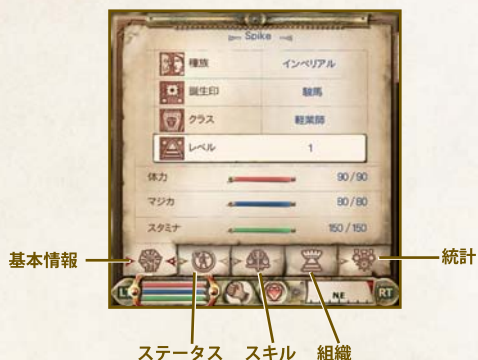 Spike
種族 インペリアル
誕生印 駿馬
クラス 軽業師
レベル 1
体力 90/90
マジカ 80/80
スタミナ 150/150
基本情報
統計
LT
NE
RT
ステータス スキル 組織